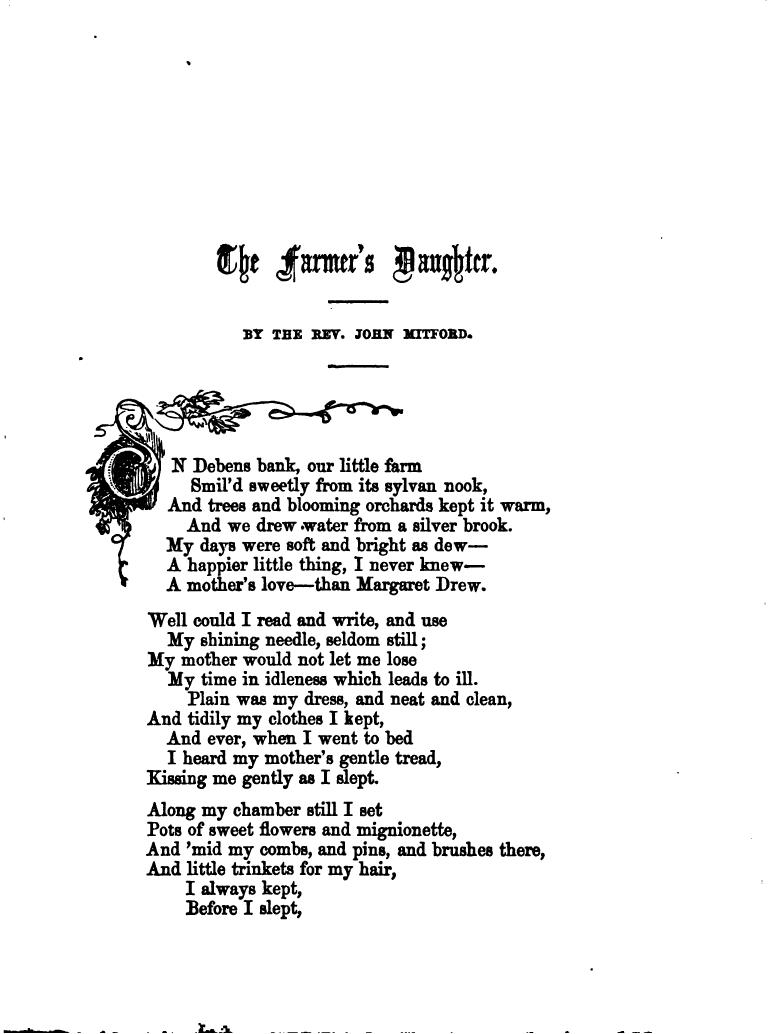 The Farmer's Daughter.
BY THE REV. JOHN MITFORD.
ON Debens bank, our little farm
Smil'd sweetly from its sylvan nook,
And trees and blooming orchards kept it warm,
And we drew water from a silver brook.
My days were soft and bright as dew—
A happier little thing, I never knew—
A mother's love—than Margaret Drew.
Well could I read and write, and use
My shining needle, seldom still;
My mother would not let me lose
My time in idleness which leads to ill.
Plain was my dress, and neat and clean,
And tidily my clothes I kept,
And ever, when I went to bed
I heard my mother's gentle tread,
Kissing me gently as I slept.
Along my chamber still I set
Pots of sweet flowers and mignionette,
And 'mid my combs, and pins, and brushes there,
And little trinkets for my hair,
I always kept,
Before I slept,